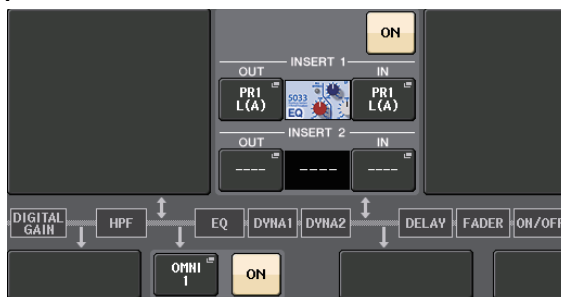 ON
INSERT 1
OUT
IN
PR1
L(A)
5033
EQ
PR1
L(A)
INSERT 2
OUT
IN
----
----
----
DIGITAL
GAIN
HPF
EQ
DYNA1
DYNA2
DELAY
FADER
ON/OFF
OMNI
1
ON